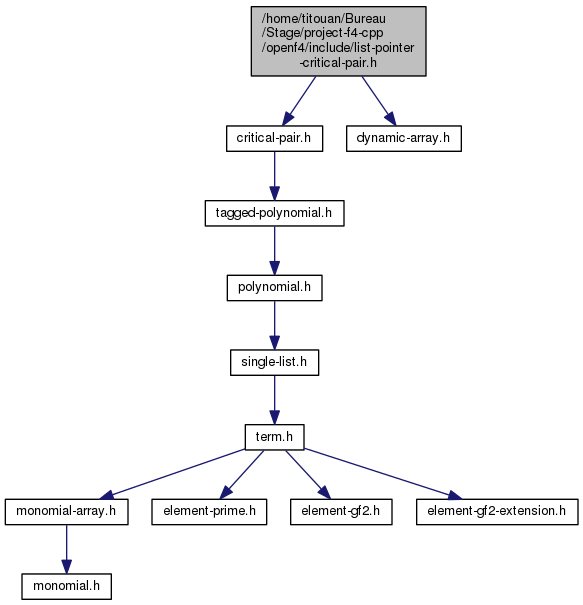 /home/titouan/Bureau
/Stage/project-f4-cpp
/openf4/include/list-pointer
-critical-pair.h
critical-pair.h
dynamic-array.h
tagged-polynomial.h
polynomial.h
single-list.h
term.h
monomial-array.h
element-prime.h
element-gf2.h
element-gf2-extension.h
monomial.h